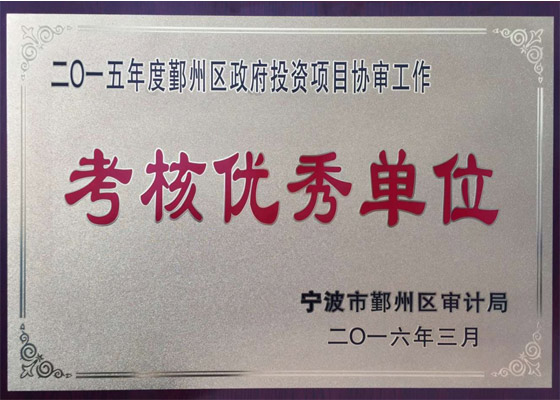 二〇一五年度鄞州区政府投资项目协审工作
考核优秀单位
宁波市鄞州区审计局
二〇一六年三月